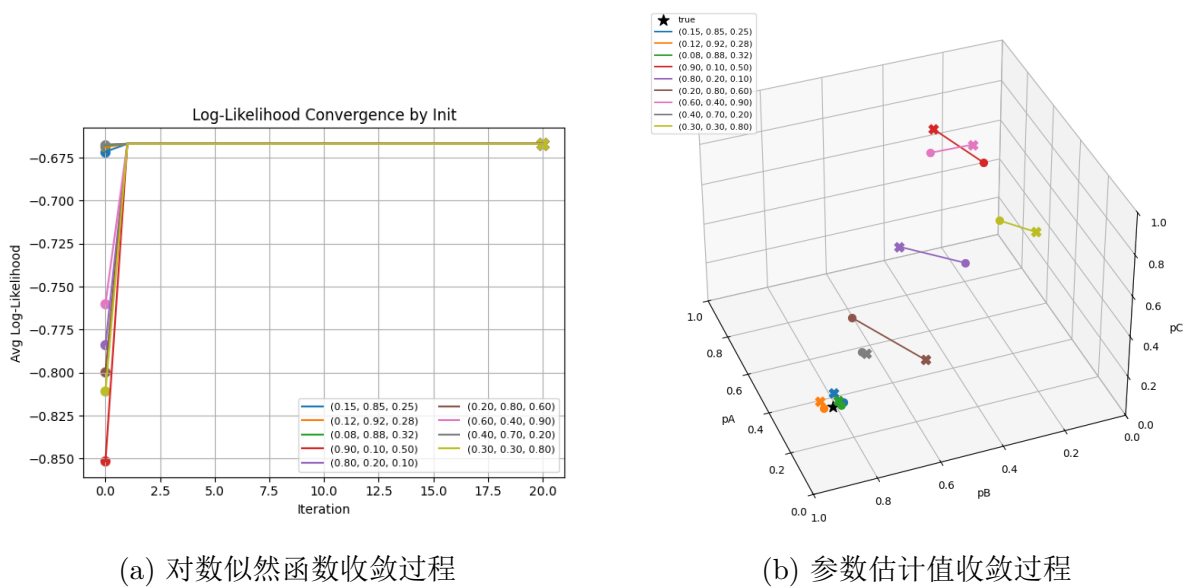 Log-Likelihood Convergence by Init
Avg Log-Likelihood
−0.675
−0.700
−0.725
−0.750
−0.775
−0.800
−0.825
−0.850
(0.15, 0.85, 0.25)
(0.12, 0.92, 0.28)
(0.08, 0.88, 0.32)
(0.90, 0.10, 0.50)
(0.80, 0.20, 0.10)
(0.20, 0.80, 0.60)
(0.60, 0.40, 0.90)
(0.40, 0.70, 0.20)
(0.30, 0.30, 0.80)
0.0 2.5 5.0 7.5 10.0 12.5 15.0 17.5 20.0
Iteration
(a) 对数似然函数收敛过程
true
(0.15, 0.85, 0.25)
(0.12, 0.92, 0.28)
(0.08, 0.88, 0.32)
(0.90, 0.10, 0.50)
(0.80, 0.20, 0.10)
(0.20, 0.80, 0.60)
(0.60, 0.40, 0.90)
(0.40, 0.70, 0.20)
(0.30, 0.30, 0.80)
1.0
0.8
0.6
0.4
0.2
0.0
pA
1.0
0.8
0.6
0.4
0.2
0.0
pB
1.0
0.8
0.6
0.4
0.2
0.0
pC
(b) 参数估计值收敛过程